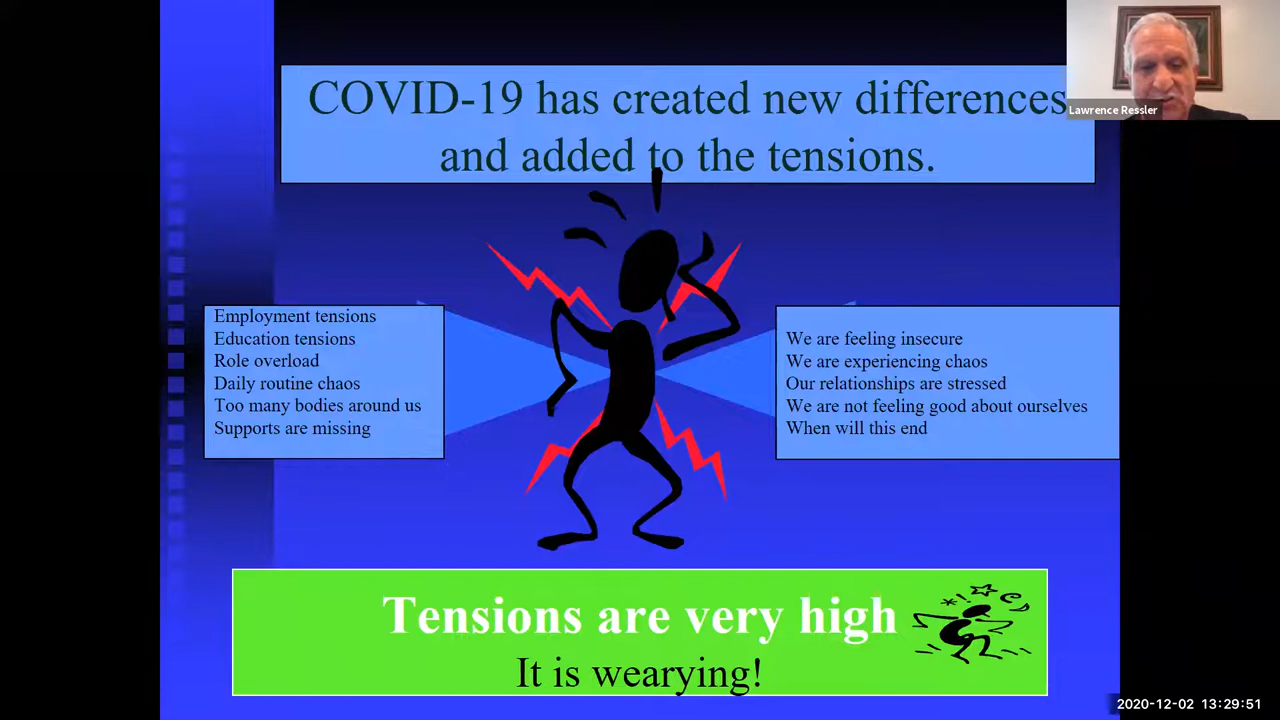 COVID-19 has created new differences
and added to the tensions.
Lawrence Ressler
Employment tensions
Education tensions
Role overload
Daily routine chaos
Too many bodies around us
Supports are missing
We are feeling insecure
We are experiencing chaos
Our relationships are stressed
We are not feeling good about ourselves
When will this end
Tensions are very high
It is wearying!
2020-12-02 13:29:51